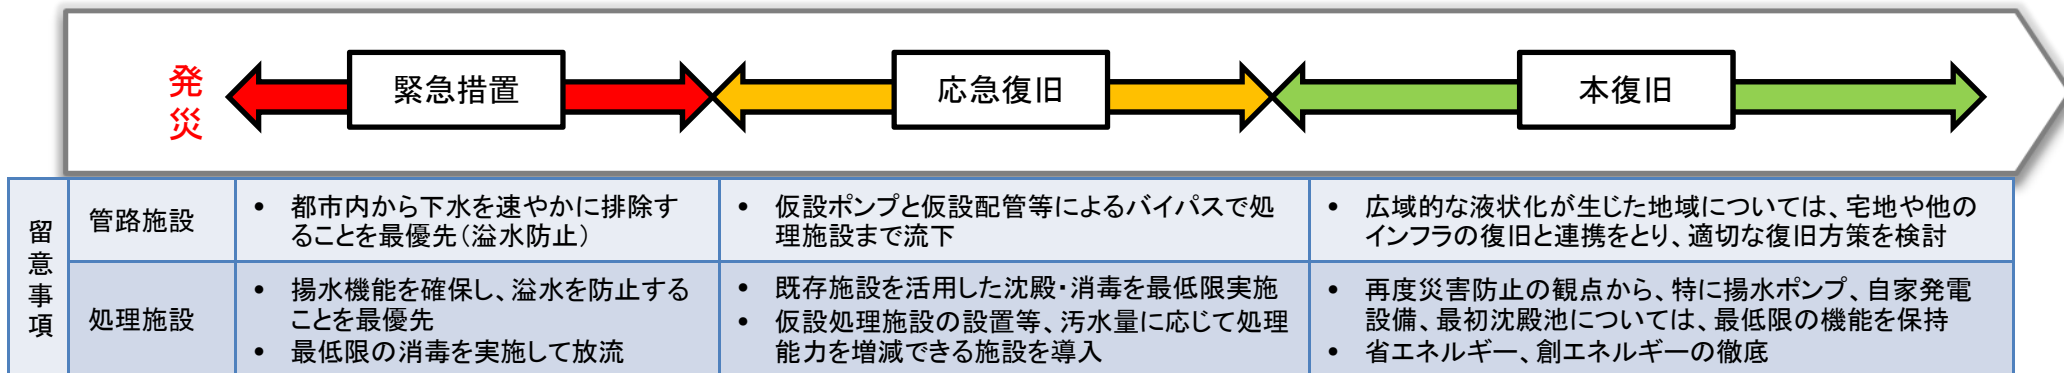 発災
緊急措置
応急復旧
本復旧
留意事項
管路施設
• 都市内から下水を速やかに排除す
ることを最優先(溢水防止)
• 仮設ポンプと仮設配管等によるバイパスで処
理施設まで流下
• 広域的な液状化が生じた地域については、宅地や他の
インフラの復旧と連携をとり、適切な復旧方策を検討
処理施設
• 揚水機能を確保し、溢水を防止する
ことを最優先
• 最低限の消毒を実施して放流
• 既存施設を活用した沈殿・消毒を最低限実施
• 仮設処理施設の設置等、汚水量に応じて処理
能力を増減できる施設を導入
• 再度災害防止の観点から、特に揚水ポンプ、自家発電
設備、最初沈殿池については、最低限の機能を保持
• 省エネルギー、創エネルギーの徹底